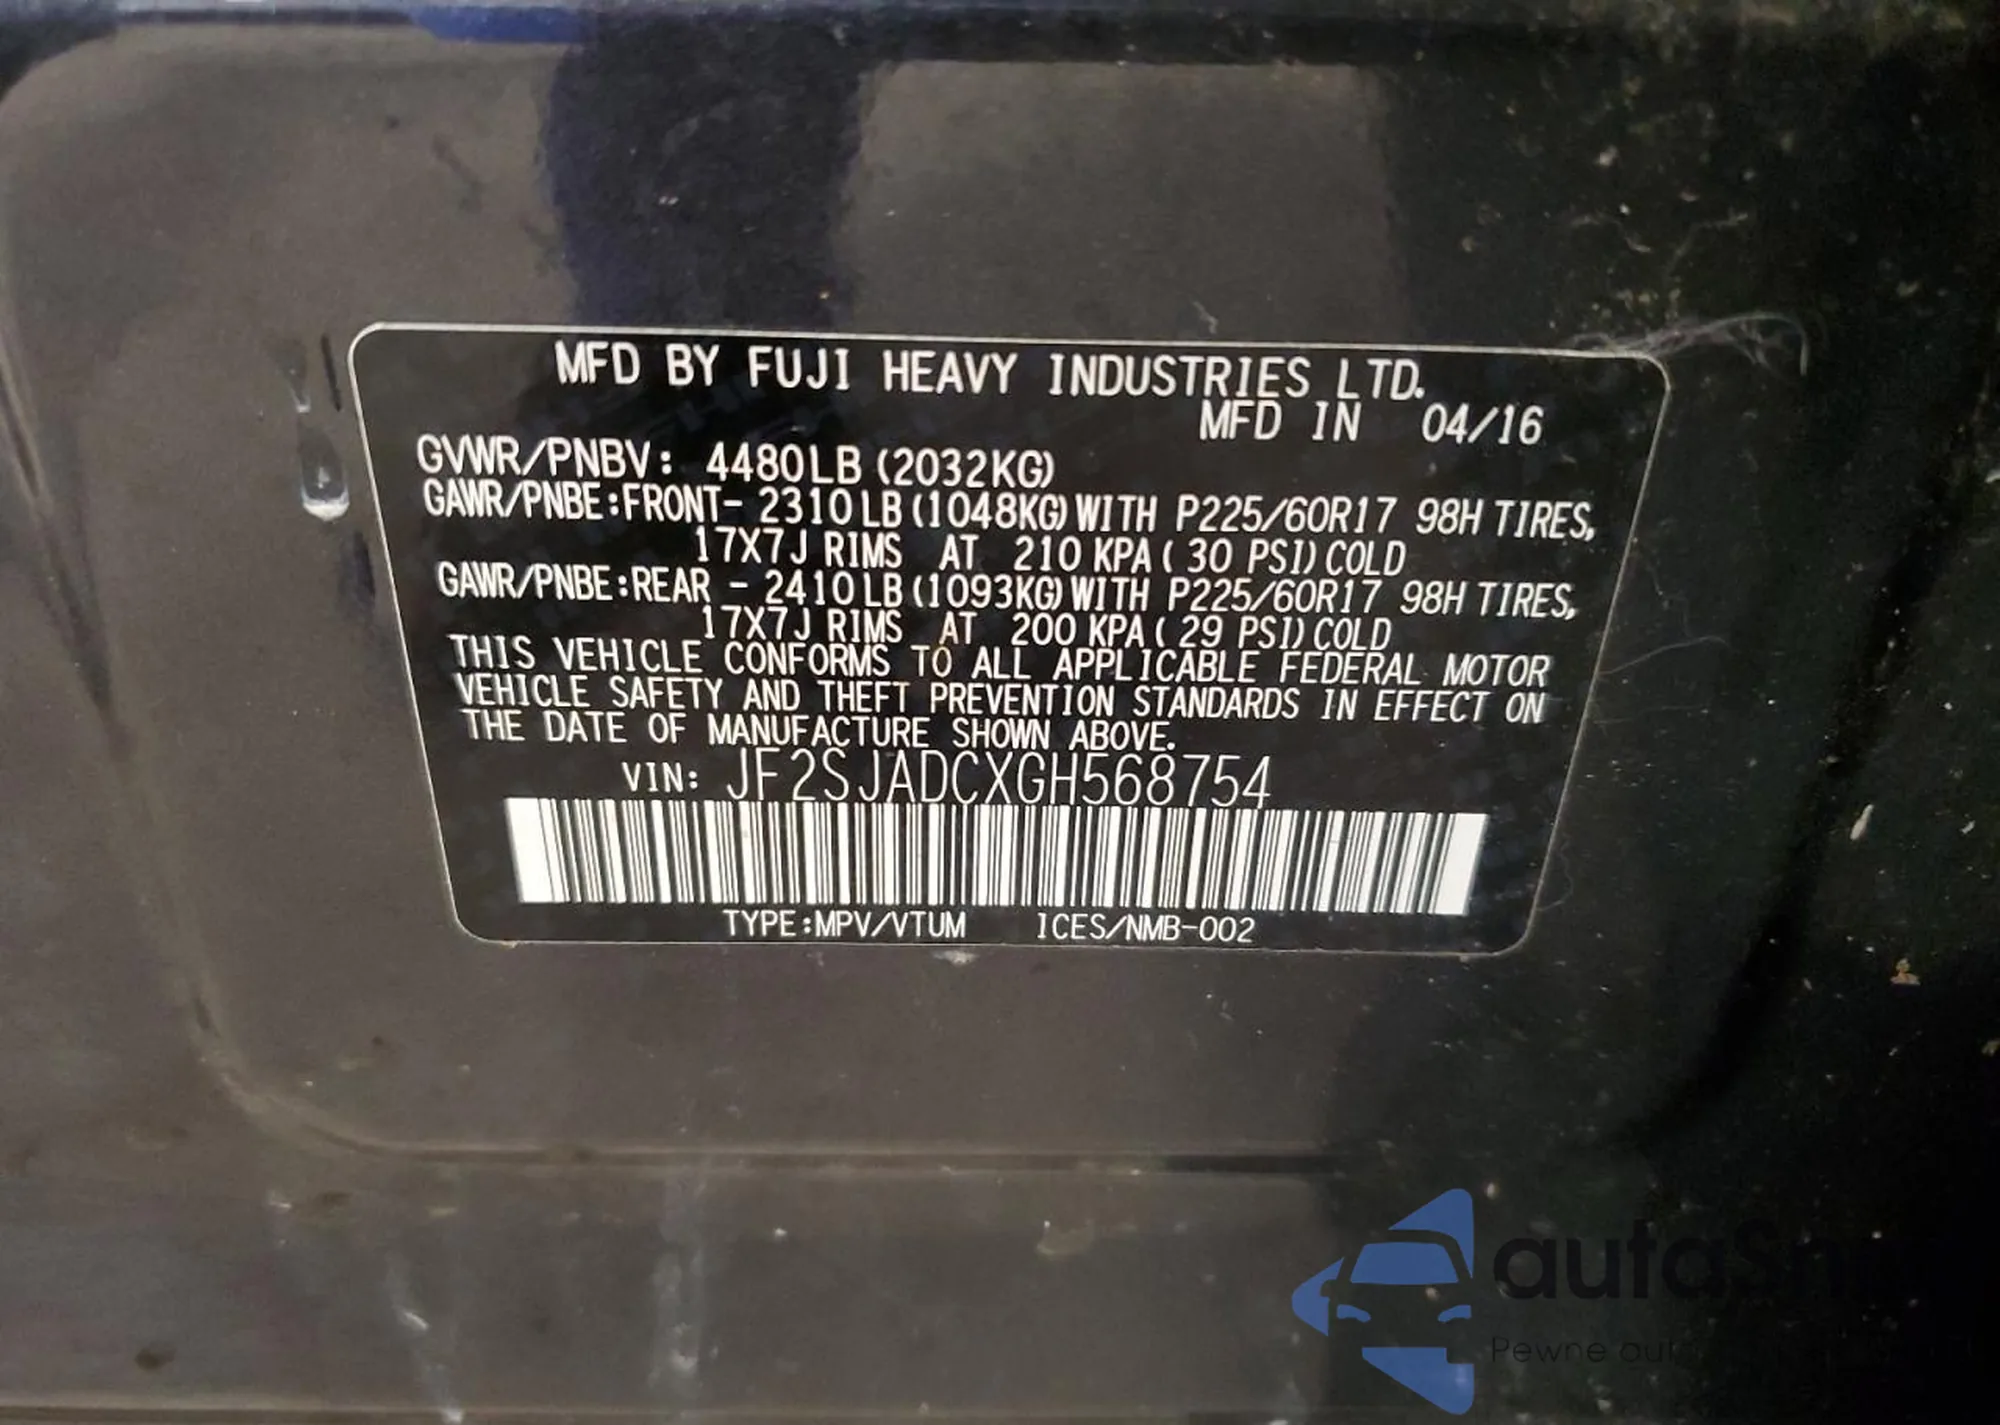 MFD BY FUJI HEAVY INDUSTRIES LTD.
MFD IN 04/16
GVWR/PNBV: 4480LB (2032KG)
GAWR/PNBE:FRONT- 2310LB (1048KG) WITH P225/60R17 98H TIRES,
17X7J RIMS AT 210 KPA ( 30 PSI) COLD
GAWR/PNBE:REAR - 2410LB (1093KG) WITH P225/60R17 98H TIRES,
17X7J RIMS AT 200 KPA ( 29 PSI) COLD
THIS VEHICLE CONFORMS TO ALL APPLICABLE FEDERAL MOTOR
VEHICLE SAFETY AND THEFT PREVENTION STANDARDS IN EFFECT ON
THE DATE OF MANUFACTURE SHOWN ABOVE.
VIN: JF2SJADCXGH568754
TYPE:MPV/VTUM ICES/NMB-002
Pewne